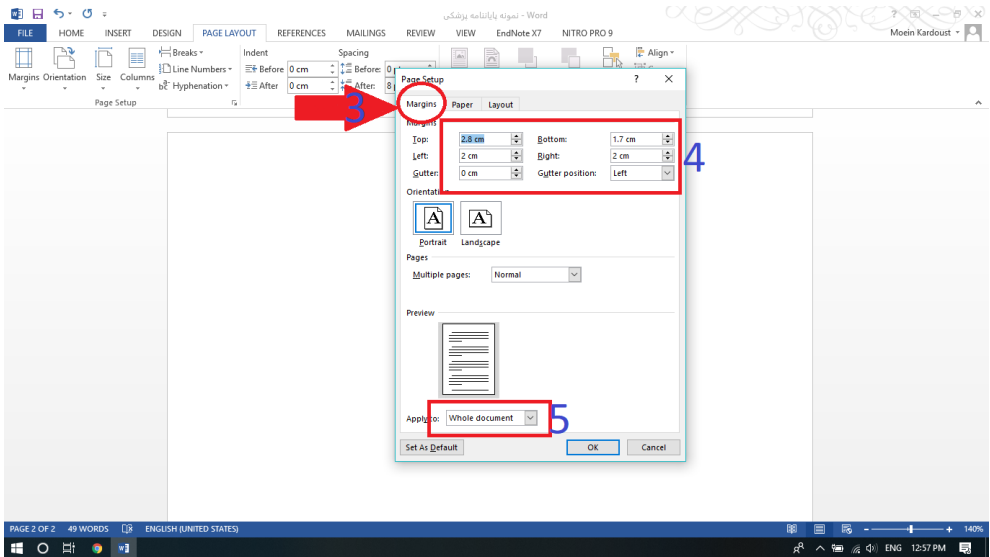 نمونه پایاننامه پزشکی - Word
FILE HOME INSERT DESIGN PAGE LAYOUT REFERENCES MAILINGS REVIEW VIEW EndNote X7 NITRO PRO 9 Moein Kardoust
Breaks Indent Spacing Align
Line Numbers Before 0 cm Before:
Margins Orientation Size Columns Hyphenation After 0 cm After: 8
Page Setup
Page Setup ? ×
3
Margins Paper Layout
Margins
Top: 2.8 cm Bottom: 1.7 cm
4
Left: 2 cm Right: 2 cm
Gutter: 0 cm Gutter position: Left
Orientation
A A
Portrait Landscape
Pages
Multiple pages: Normal
Preview
Apply to: Whole document
5
Set As Default OK Cancel
PAGE 2 OF 2 49 WORDS ENGLISH (UNITED STATES) 140%
ENG 12:57 PM